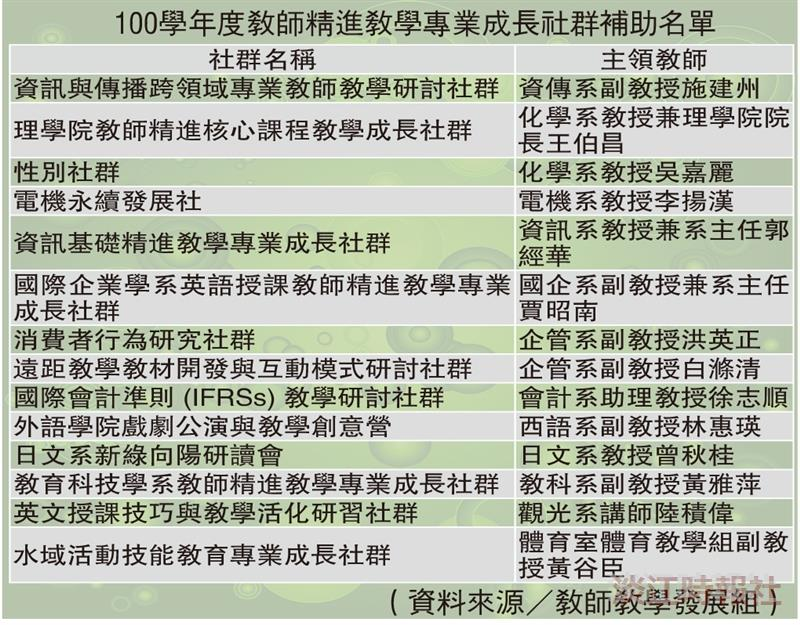 100學年度教師精進教學專業成長社群補助名單
社群名稱 主領教師
資訊與傳播跨領域專業教師教學研討社群 資傳系副教授施建州
理學院教師精進核心課程教學成長社群 化學系教授兼理學院院
長王伯昌
性別社群 化學系教授吳嘉麗
電機永續發展社 電機系教授李揚漢
資訊基礎精進教學專業成長社群 資訊系教授兼系主任郭
經華
國際企業學系英語授課教師精進教學專業 國企系副教授兼系主任
成長社群 賈昭南
消費者行為研究社群 企管系副教授洪英正
遠距教學教材開發與互動模式研討社群 企管系副教授白滌清
國際會計準則 (IFRSs) 教學研討社群 會計系助理教授徐志順
外語學院戲劇公演與教學創意營 西語系副教授林惠瑛
日文系新綠向陽研讀會 日文系教授曾秋桂
教育科技學系教師精進教學專業成長社群 教科系副教授黃雅萍
英文授課技巧與教學活化研習社群 觀光系講師陸積偉
水域活動技能教育專業成長社群 體育室體育教學組副教
授黃谷臣
淡江時報社
（資料來源／教師教學發展組）